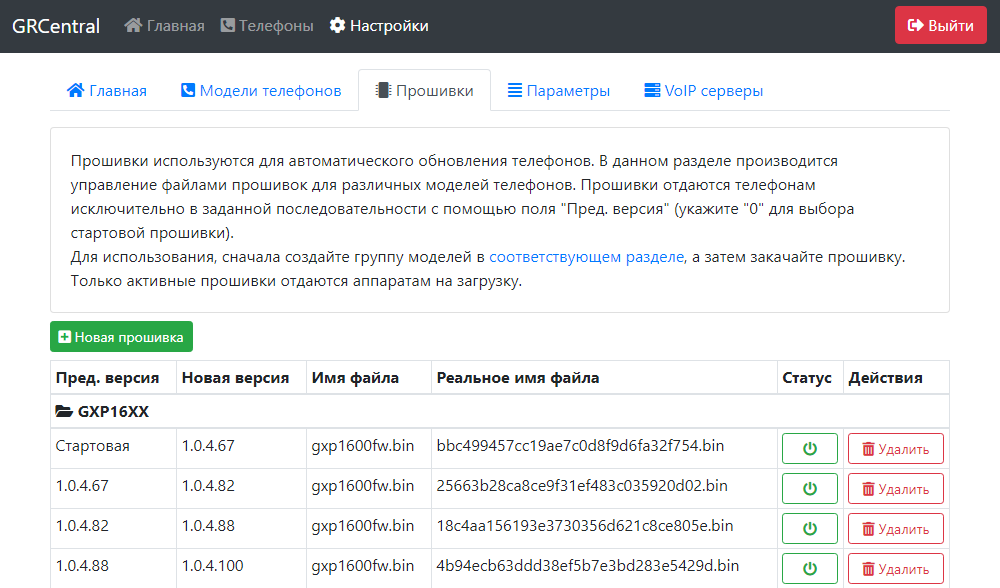 GRCentral Главная Телефоны Настройки Выйти
Главная Модели телефонов Прошивки Параметры VoIP серверы
Прошивки используются для автоматического обновления телефонов. В данном разделе производится
управление файлами прошивок для различных моделей телефонов. Прошивки отдаются телефонам
исключительно в заданной последовательности с помощью поля "Пред. версия" (укажите "0" для выбора
стартовой прошивки).
Для использования, сначала создайте группу моделей в соответствующем разделе, а затем закачайте прошивку.
Только активные прошивки отдаются аппаратам на загрузку.
Новая прошивка
Пред. версия Новая версия Имя файла Реальное имя файла Статус Действия
GXP16XX
Стартовая 1.0.4.67 gxp1600fw.bin bbc499457cc19ae7c0d8f9d6fa32f754.bin Удалить
1.0.4.67 1.0.4.82 gxp1600fw.bin 25663b28ca8ce9f31ef483c035920d02.bin Удалить
1.0.4.82 1.0.4.88 gxp1600fw.bin 18c4aa156193e3730356d621c8ce805e.bin Удалить
1.0.4.88 1.0.4.100 gxp1600fw.bin 4b94ecb63ddd38ef5b7e3bd283e5429d.bin Удалить